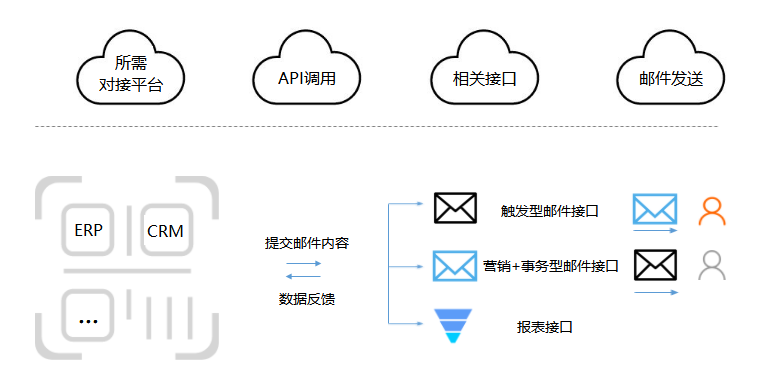 所需
对接平台
API调用
相关接口
邮件发送
ERP
CRM
...
提交邮件内容
数据反馈
触发型邮件接口
营销+事务型邮件接口
报表接口